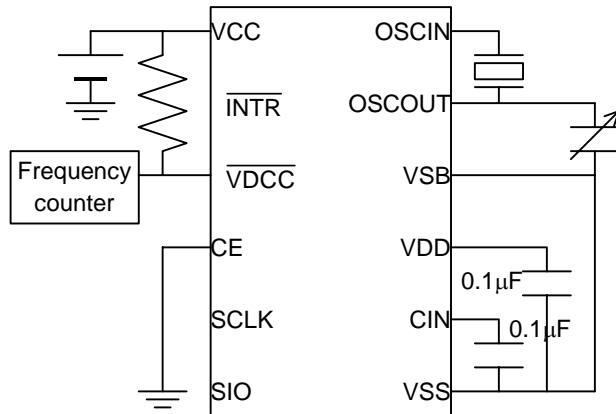 VCC
OSCIN
INTR
OSCOUT
Frequency
counter
VDCC
VSB
CE
VDD
0.1μF
SCLK
CIN
0.1μF
SIO
VSS